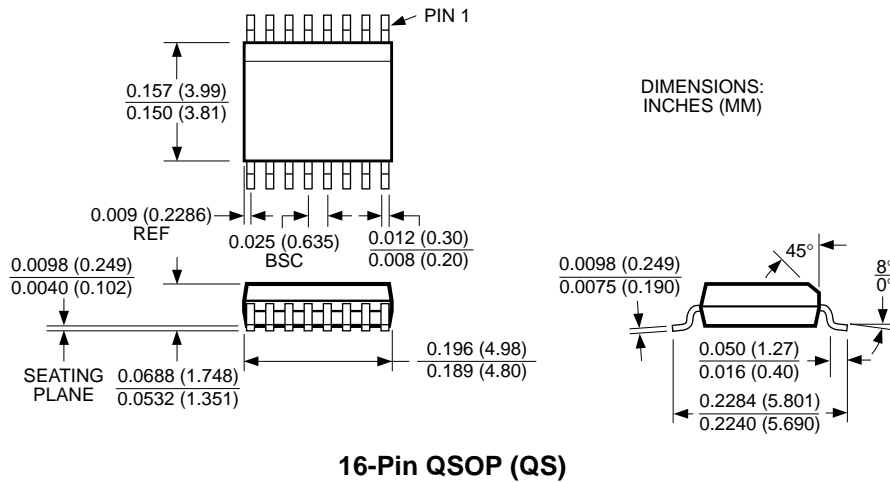 PIN 1
0.157 (3.99)
0.150 (3.81)
DIMENSIONS:
INCHES (MM)
0.009 (0.2286)
REF
0.025 (0.635)
BSC
0.012 (0.30)
0.008 (0.20)
0.0098 (0.249)
0.0040 (0.102)
45°
0.0098 (0.249)
0.0075 (0.190)
8°
0°
SEATING
PLANE
0.0688 (1.748)
0.0532 (1.351)
0.196 (4.98)
0.189 (4.80)
0.050 (1.27)
0.016 (0.40)
0.2284 (5.801)
0.2240 (5.690)
16-Pin QSOP (QS)